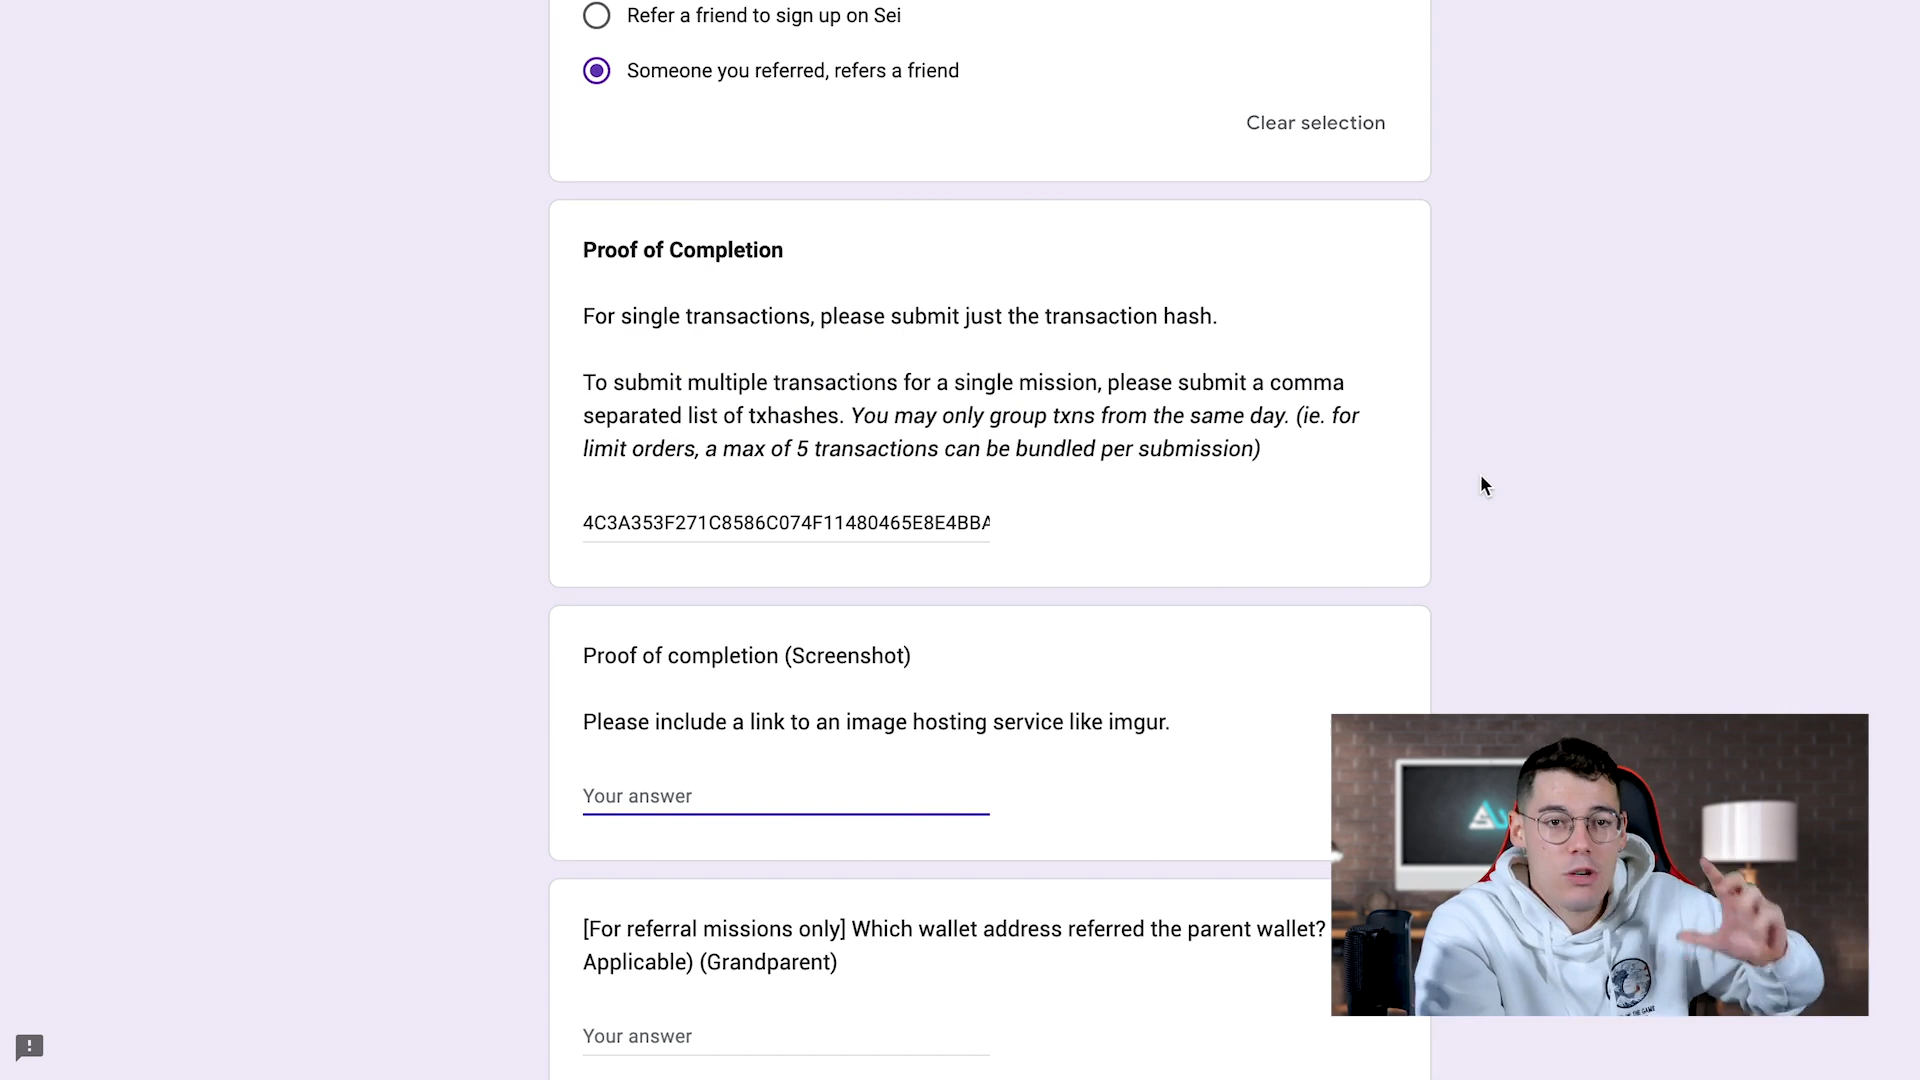 Refer a friend to sign up on Sei
Someone you referred, refers a friend
Clear selection
Proof of Completion
For single transactions, please submit just the transaction hash.
To submit multiple transactions for a single mission, please submit a comma
separated list of txhashes. You may only group txns from the same day. (ie. for
limit orders, a max of 5 transactions can be bundled per submission)
4C3A353F271C8586C074F11480465E8E4BBA
Proof of completion (Screenshot)
Please include a link to an image hosting service like imgur.
Your answer
[For referral missions only] Which wallet address referred the parent wallet?
Applicable) (Grandparent)
Your answer